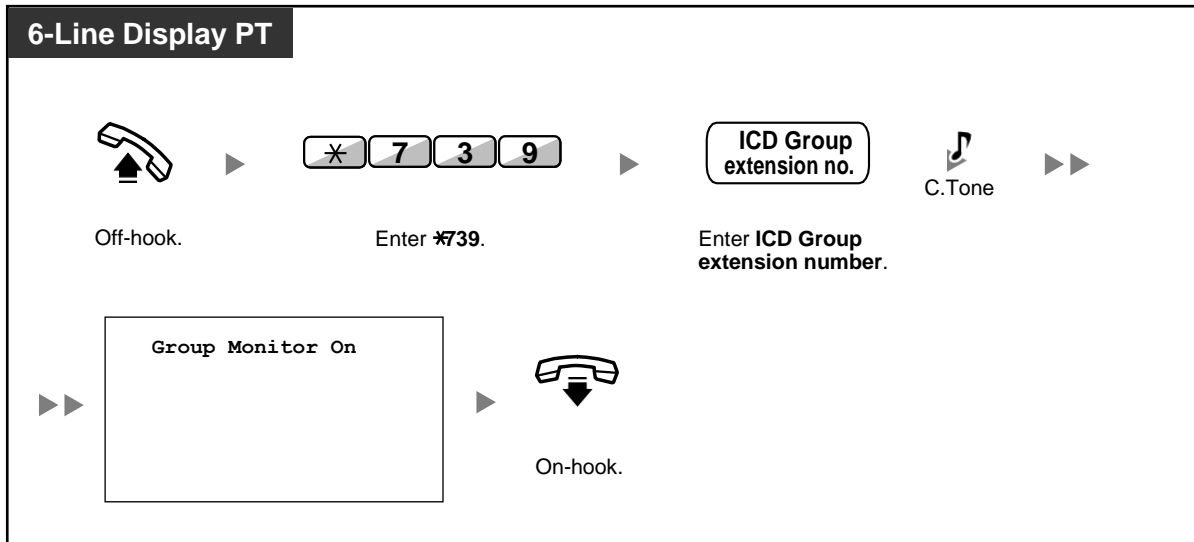 6-Line Display PT
* 7 3 9
ICD Group
extension no.
C.Tone
Off-hook.
Enter *739.
Enter ICD Group
extension number.
Group Monitor On
On-hook.